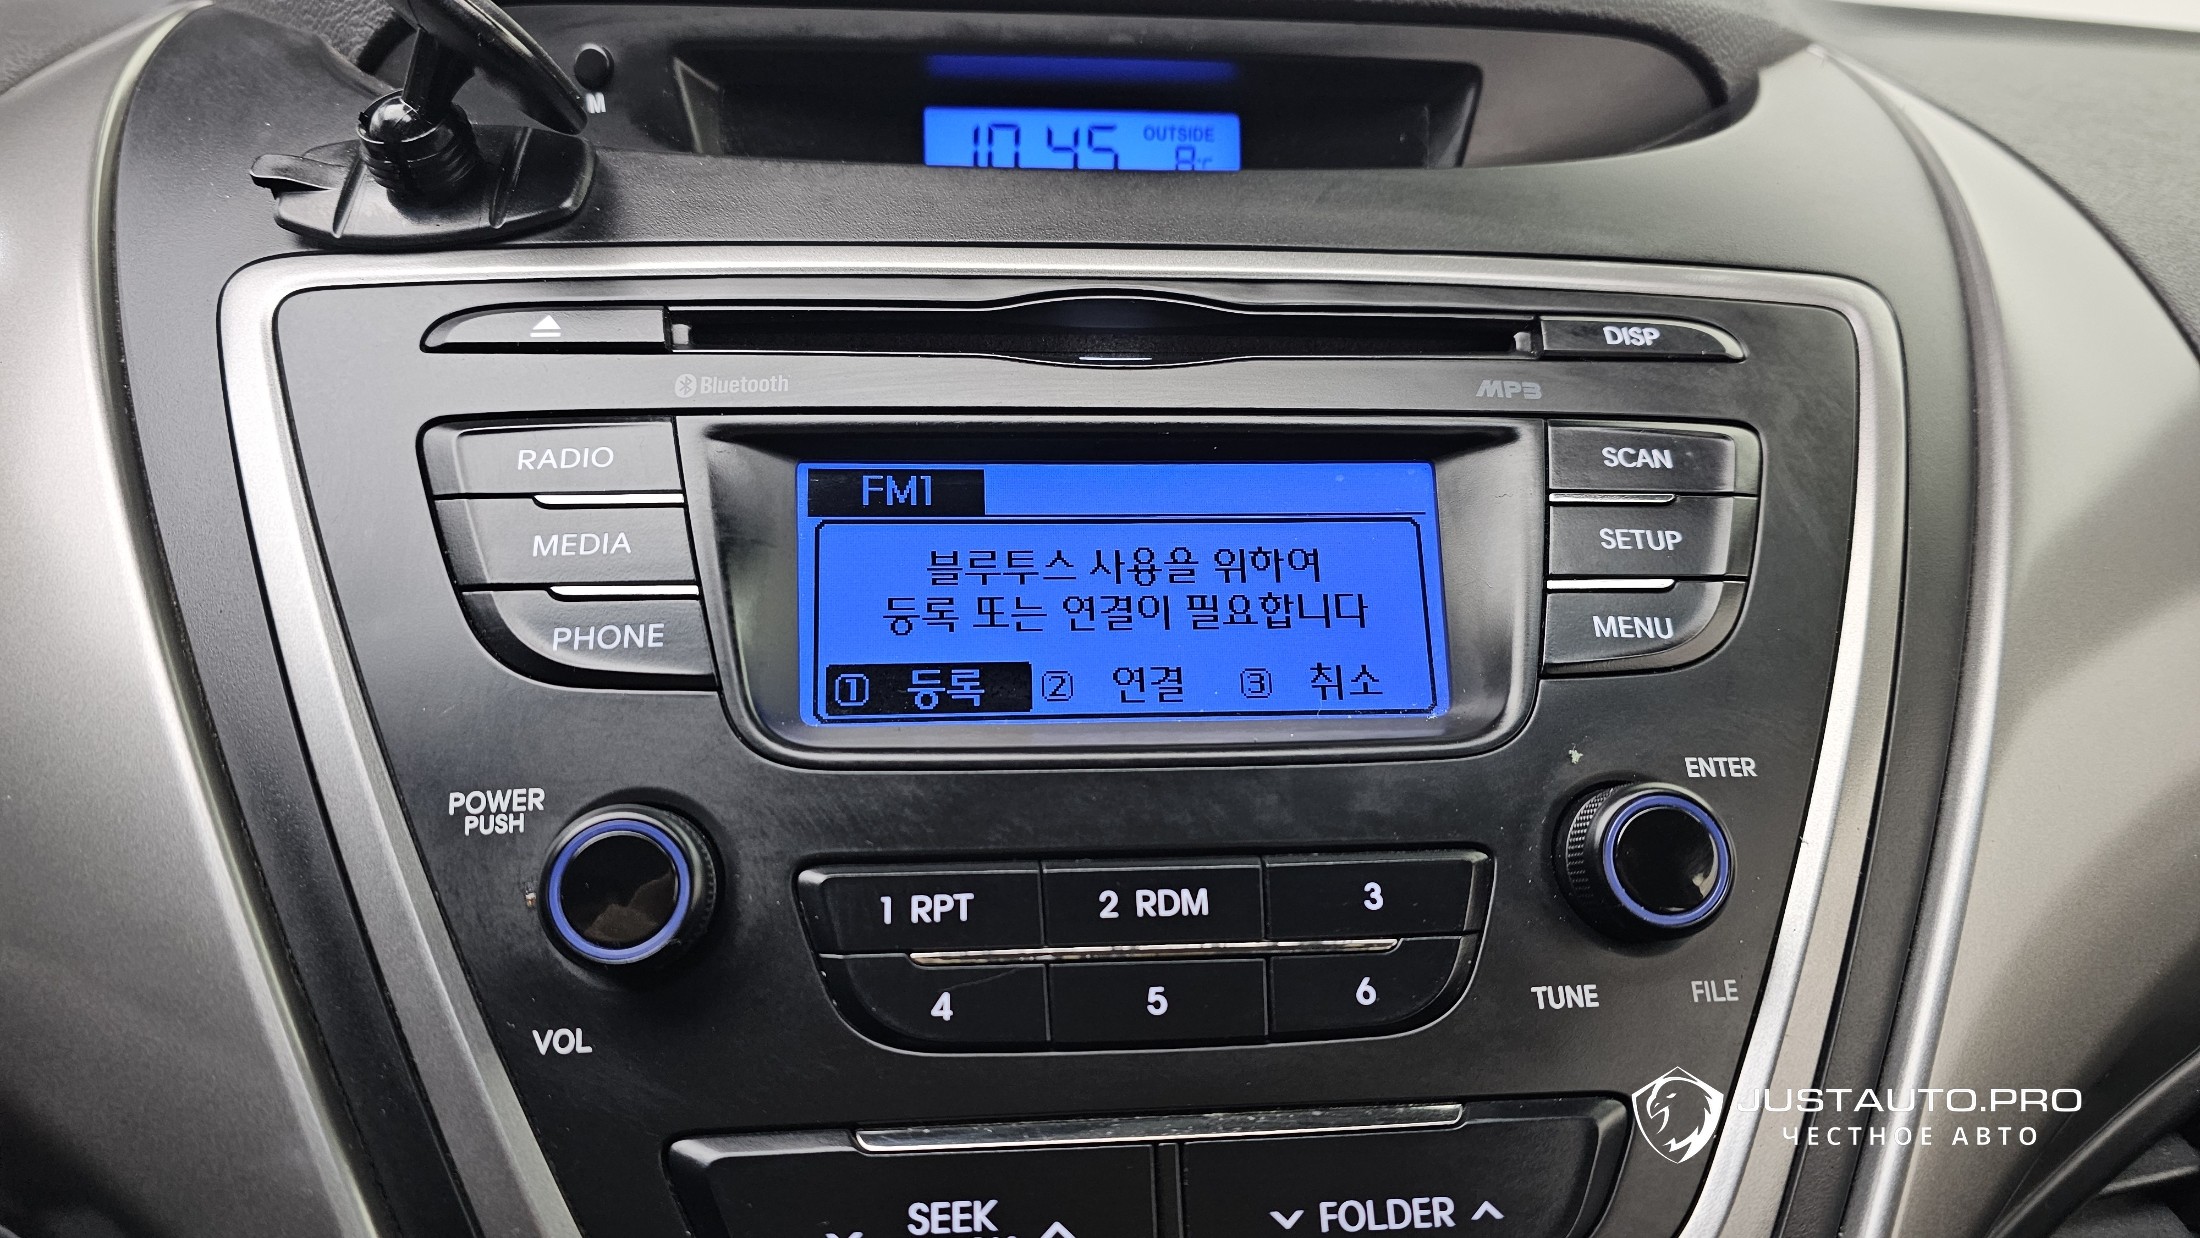 M
10:45 OUTSIDE 8℃
DISP
Bluetooth
MP3
RADIO
MEDIA
PHONE
SCAN
SETUP
MENU
FM1
블루투스 사용을 위하여
등록 또는 연결이 필요합니다
① 등록 ② 연결 ③ 취소
POWER
PUSH
VOL
ENTER
TUNE
FILE
1 RPT
2 RDM
3
4
5
6
SEEK
FOLDER
JUSTAUTO.PRO
ЧЕСТНОЕ АВТО